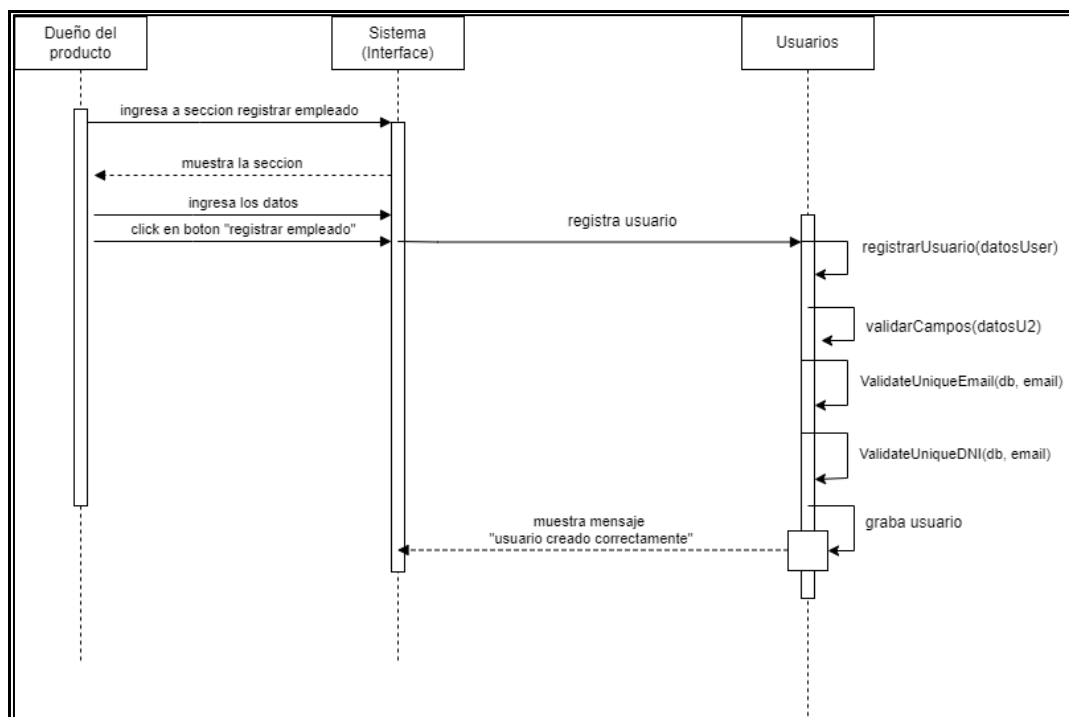 Dueño del
producto
Sistema
(Interface)
Usuarios
ingresa a seccion registrar empleado
muestra la seccion
ingresa los datos
click en boton "registrar empleado"
registra usuario
registrarUsuario(datosUser)
validarCampos(datosU2)
ValidateUniqueEmail(db, email)
ValidateUniqueDNI(db, email)
graba usuario
muestra mensaje
"usuario creado correctamente"